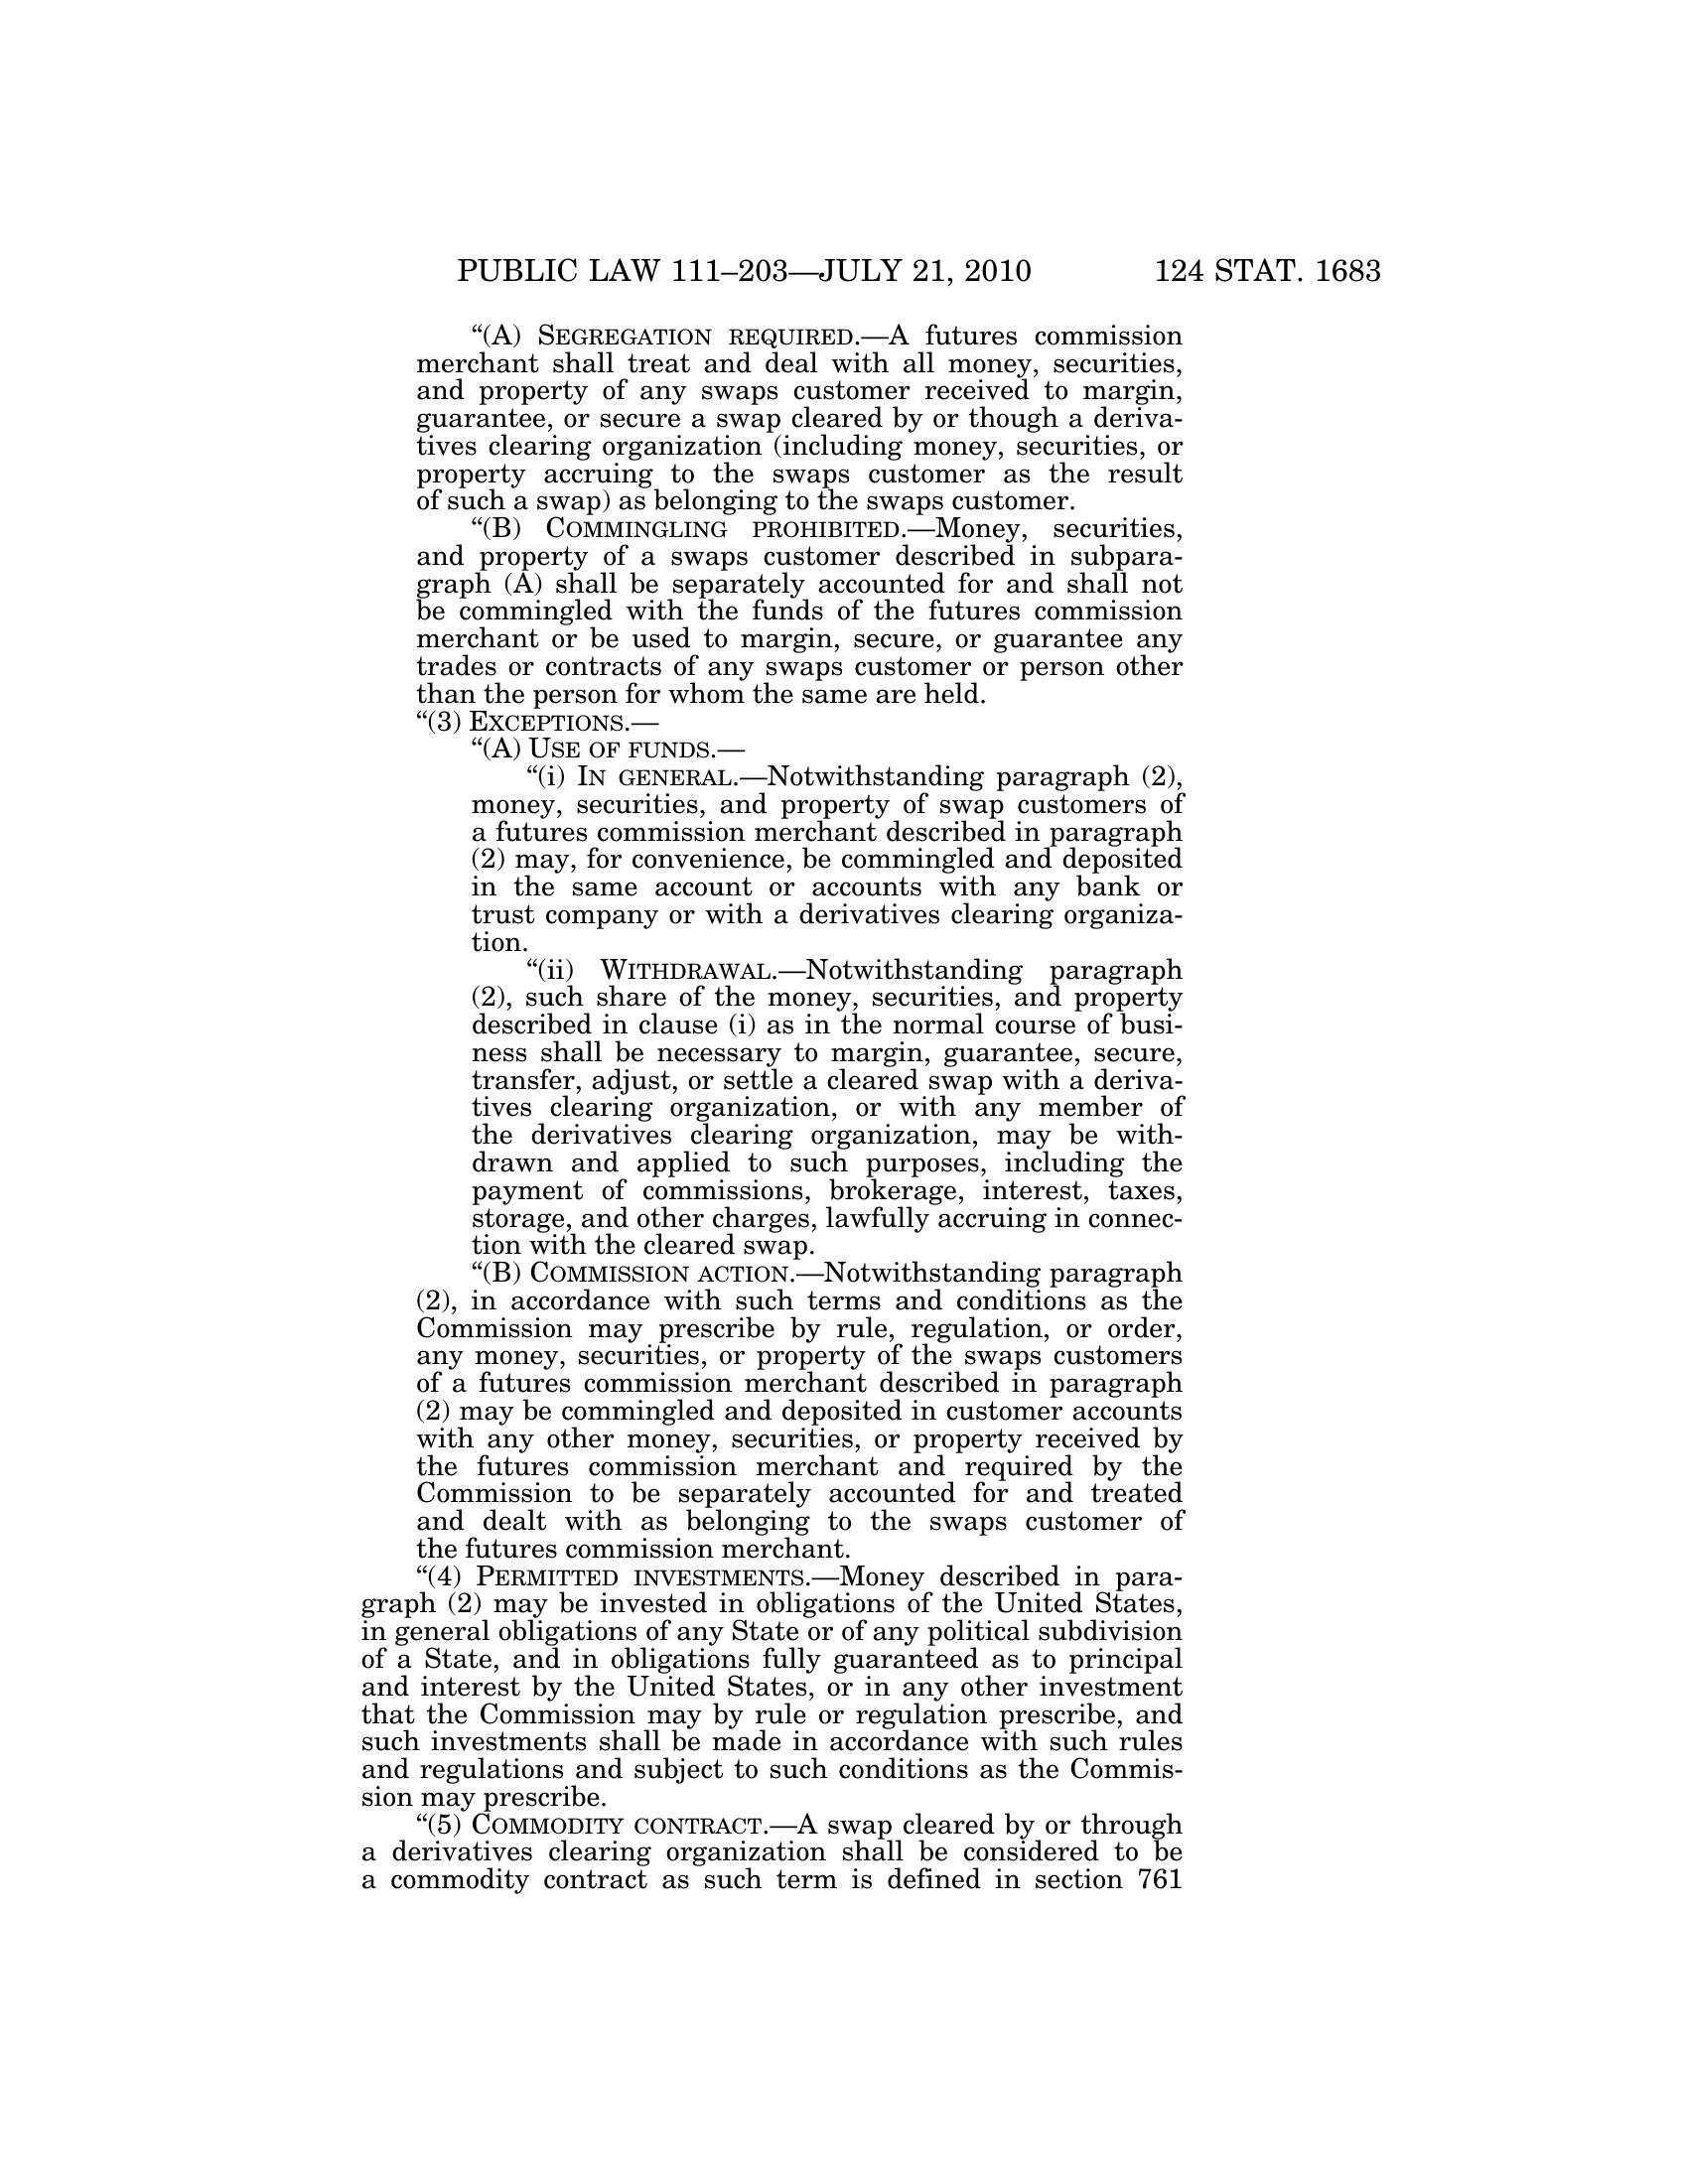 PUBLIC LAW 111–203—JULY 21, 2010 124 STAT. 1683
“(A) SEGREGATION REQUIRED.—A futures commission
merchant shall treat and deal with all money, securities,
and property of any swaps customer received to margin,
guarantee, or secure a swap cleared by or though a deriva-
tives clearing organization (including money, securities, or
property accruing to the swaps customer as the result
of such a swap) as belonging to the swaps customer.
“(B) COMMINGLING PROHIBITED.—Money, securities,
and property of a swaps customer described in subpara-
graph (A) shall be separately accounted for and shall not
be commingled with the funds of the futures commission
merchant or be used to margin, secure, or guarantee any
trades or contracts of any swaps customer or person other
than the person for whom the same are held.
“(3) EXCEPTIONS.—
“(A) USE OF FUNDS.—
“(i) IN GENERAL.—Notwithstanding paragraph (2),
money, securities, and property of swap customers of
a futures commission merchant described in paragraph
(2) may, for convenience, be commingled and deposited
in the same account or accounts with any bank or
trust company or with a derivatives clearing organiza-
tion.
“(ii) WITHDRAWAL.—Notwithstanding paragraph
(2), such share of the money, securities, and property
described in clause (i) as in the normal course of busi-
ness shall be necessary to margin, guarantee, secure,
transfer, adjust, or settle a cleared swap with a deriva-
tives clearing organization, or with any member of
the derivatives clearing organization, may be with-
drawn and applied to such purposes, including the
payment of commissions, brokerage, interest, taxes,
storage, and other charges, lawfully accruing in connec-
tion with the cleared swap.
“(B) COMMISSION ACTION.—Notwithstanding paragraph
(2), in accordance with such terms and conditions as the
Commission may prescribe by rule, regulation, or order,
any money, securities, or property of the swaps customers
of a futures commission merchant described in paragraph
(2) may be commingled and deposited in customer accounts
with any other money, securities, or property received by
the futures commission merchant and required by the
Commission to be separately accounted for and treated
and dealt with as belonging to the swaps customer of
the futures commission merchant.
“(4) PERMITTED INVESTMENTS.—Money described in para-
graph (2) may be invested in obligations of the United States,
in general obligations of any State or of any political subdivision
of a State, and in obligations fully guaranteed as to principal
and interest by the United States, or in any other investment
that the Commission may by rule or regulation prescribe, and
such investments shall be made in accordance with such rules
and regulations and subject to such conditions as the Commis-
sion may prescribe.
“(5) COMMODITY CONTRACT.—A swap cleared by or through
a derivatives clearing organization shall be considered to be
a commodity contract as such term is defined in section 761